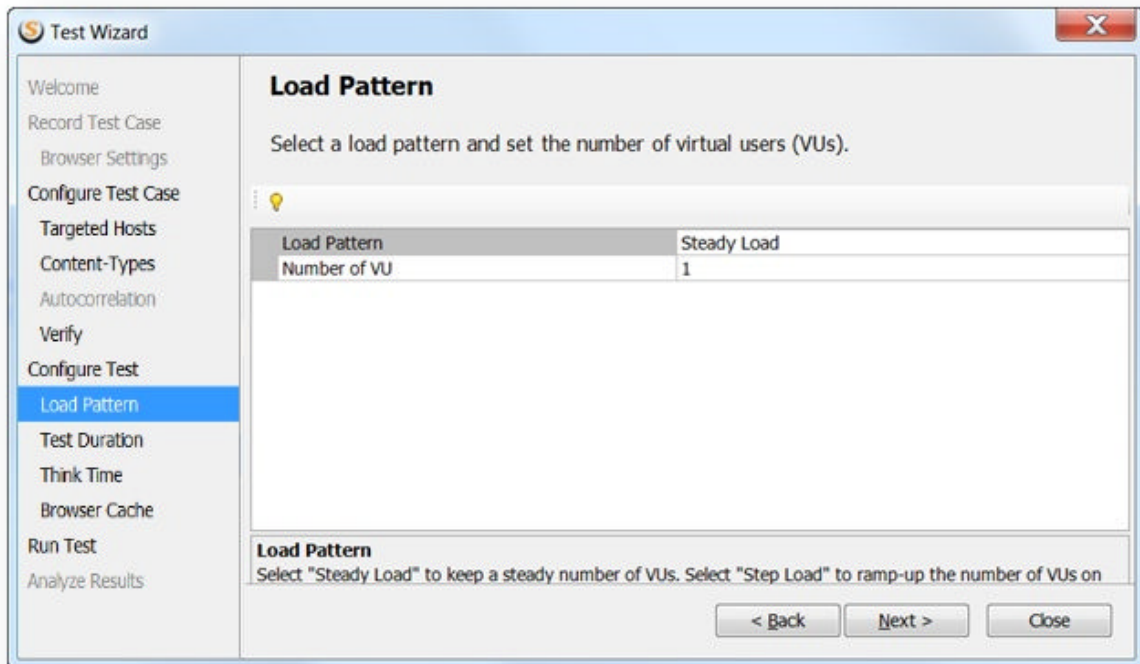 Test Wizard
Welcome
Record Test Case
Browser Settings
Configure Test Case
Targeted Hosts
Content-Types
Autocorrelation
Verify
Configure Test
Load Pattern
Test Duration
Think Time
Browser Cache
Run Test
Analyze Results
Load Pattern
Select a load pattern and set the number of virtual users (VUs).
Load Pattern Steady Load
Number of VU 1
Load Pattern
Select "Steady Load" to keep a steady number of VUs. Select "Step Load" to ramp-up the number of VUs on
< Back Next > Close